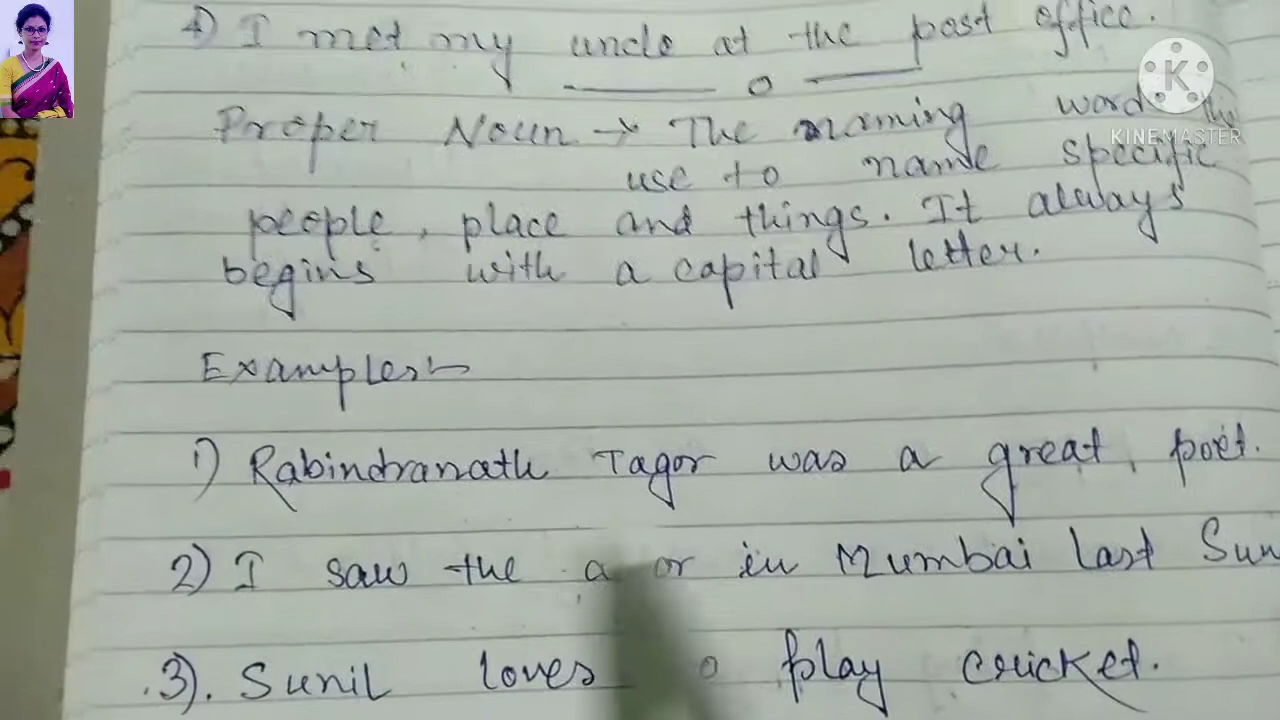 4) I met my uncle at the post office.
K
KINEMASTER
Proper Noun → The naming word
use to name specific
people, place and things. It always
begins with a capital letter.
Examples:-
1) Rabindranath Tagor was a great poet.
2) I saw the in Mumbai last Sun
3). Sunil loves play cricket.